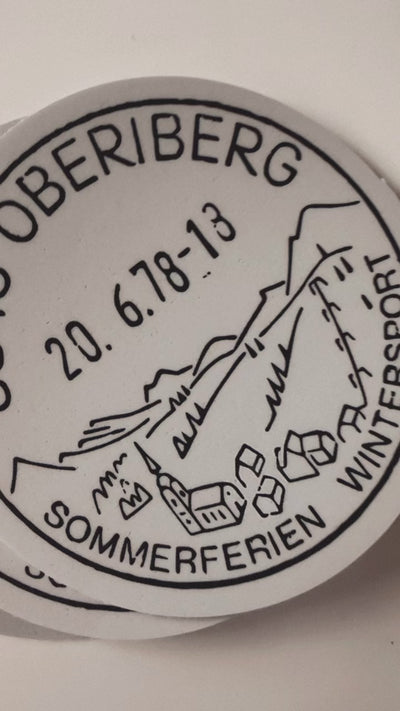 OBERIBERG
20. 6.78-13
SOMMERFERIEN
WINTERSPORT